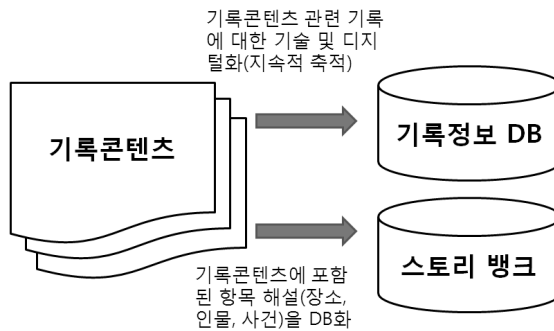 기록콘텐츠 관련 기록
에 대한 기술 및 디지
털화(지속적 축적)
기록콘텐츠
기록정보 DB
스토리 뱅크
기록콘텐츠에 포함
된 항목 해설(장소,
인물, 사건)을 DB화